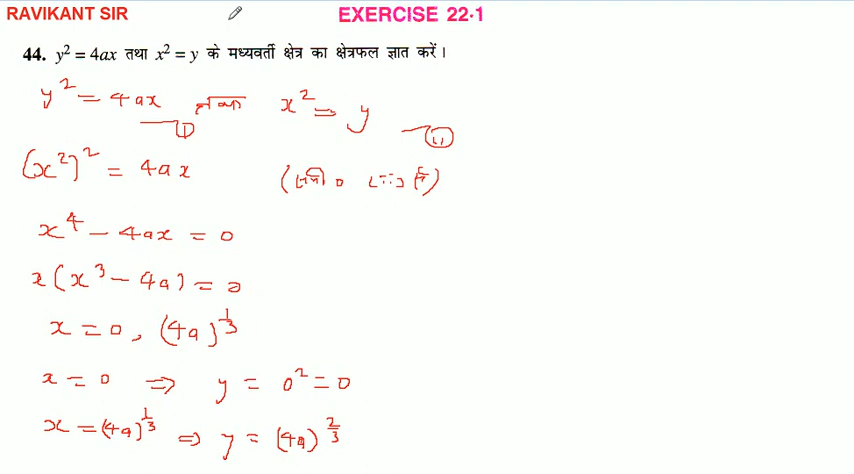 RAVIKANT SIR
EXERCISE 22·1
44. y² = 4ax तथा x² = y के मध्यवर्ती क्षेत्र का क्षेत्रफल ज्ञात करें।
y² = 4ax x² = y
(x²)² = 4ax
x⁴ - 4ax = 0
x(x³ - 4a) = 0
x = 0, (4a)^{1/3}
x = 0 ⇒ y = 0² = 0
x = (4a)^{1/3} ⇒ y = (4a)^{2/3}